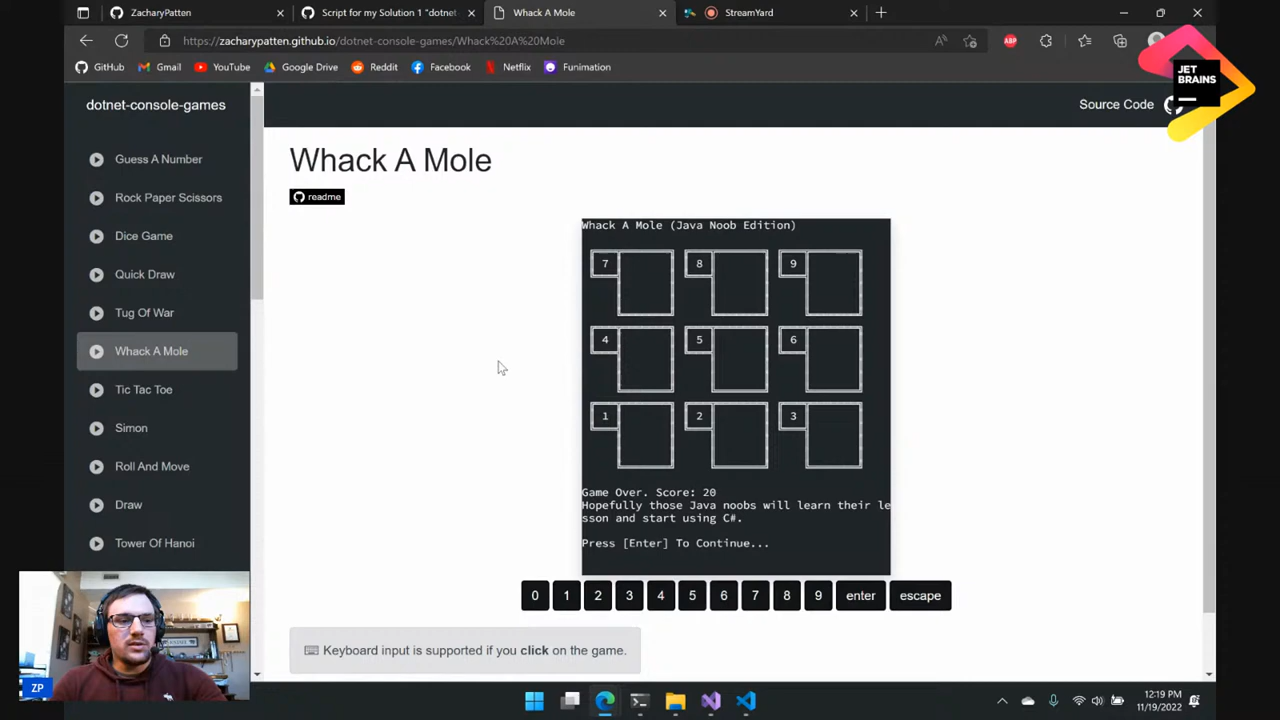 ZacharyPatten
Script for my Solution 1 "dotnet
Whack A Mole
StreamYard
https://zacharypatten.github.io/dotnet-console-games/Whack%20A%20Mole
ABP
GitHub
Gmail
YouTube
Google Drive
Reddit
Facebook
Netflix
Funimation
JET
BRAINS
dotnet-console-games
Source Code
Guess A Number
Rock Paper Scissors
Dice Game
Quick Draw
Tug Of War
Whack A Mole
Tic Tac Toe
Simon
Roll And Move
Draw
Tower Of Hanoi
Whack A Mole
readme
Whack A Mole (Java Noob Edition)
7 8 9
4 5 6
1 2 3
Game Over. Score: 20
Hopefully those Java noobs will learn their le
sson and start using C#.
Press [Enter] To Continue...
0 1 2 3 4 5 6 7 8 9 enter escape
Keyboard input is supported if you click on the game.
ZP
12:19 PM
11/19/2022